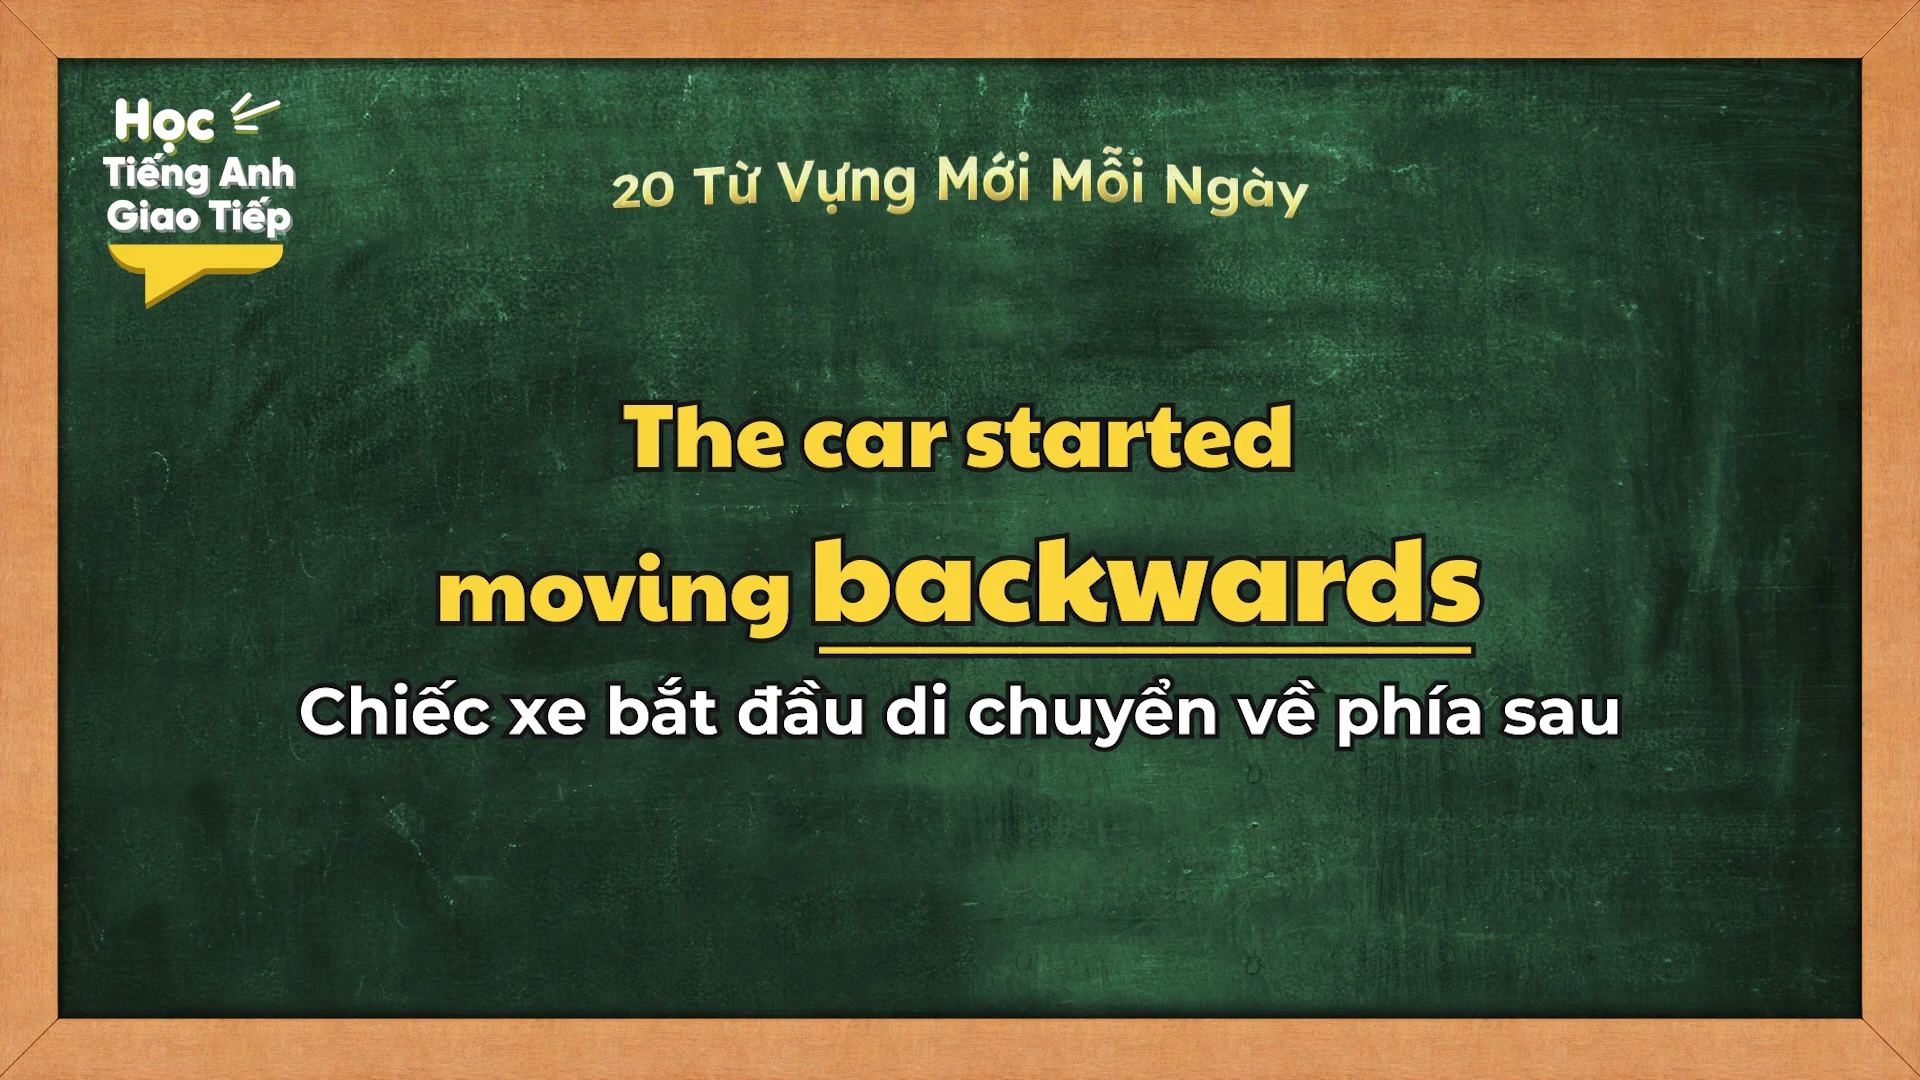 Học
Tiếng Anh
Giao Tiếp
20 Từ Vựng Mới Mỗi Ngày
The car started
moving backwards
Chiếc xe bắt đầu di chuyển về phía sau